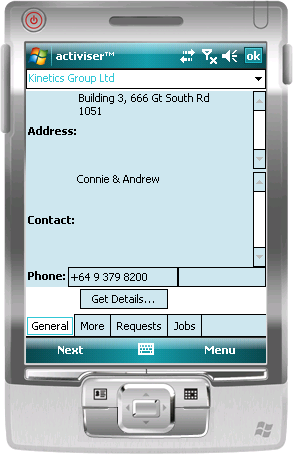 activiser™ ok
Kinetics Group Ltd
Building 3, 666 Gt South Rd
1051
Address:
Connie & Andrew
Contact:
Phone: +64 9 379 8200
Get Details...
General More Requests Jobs
Next Menu